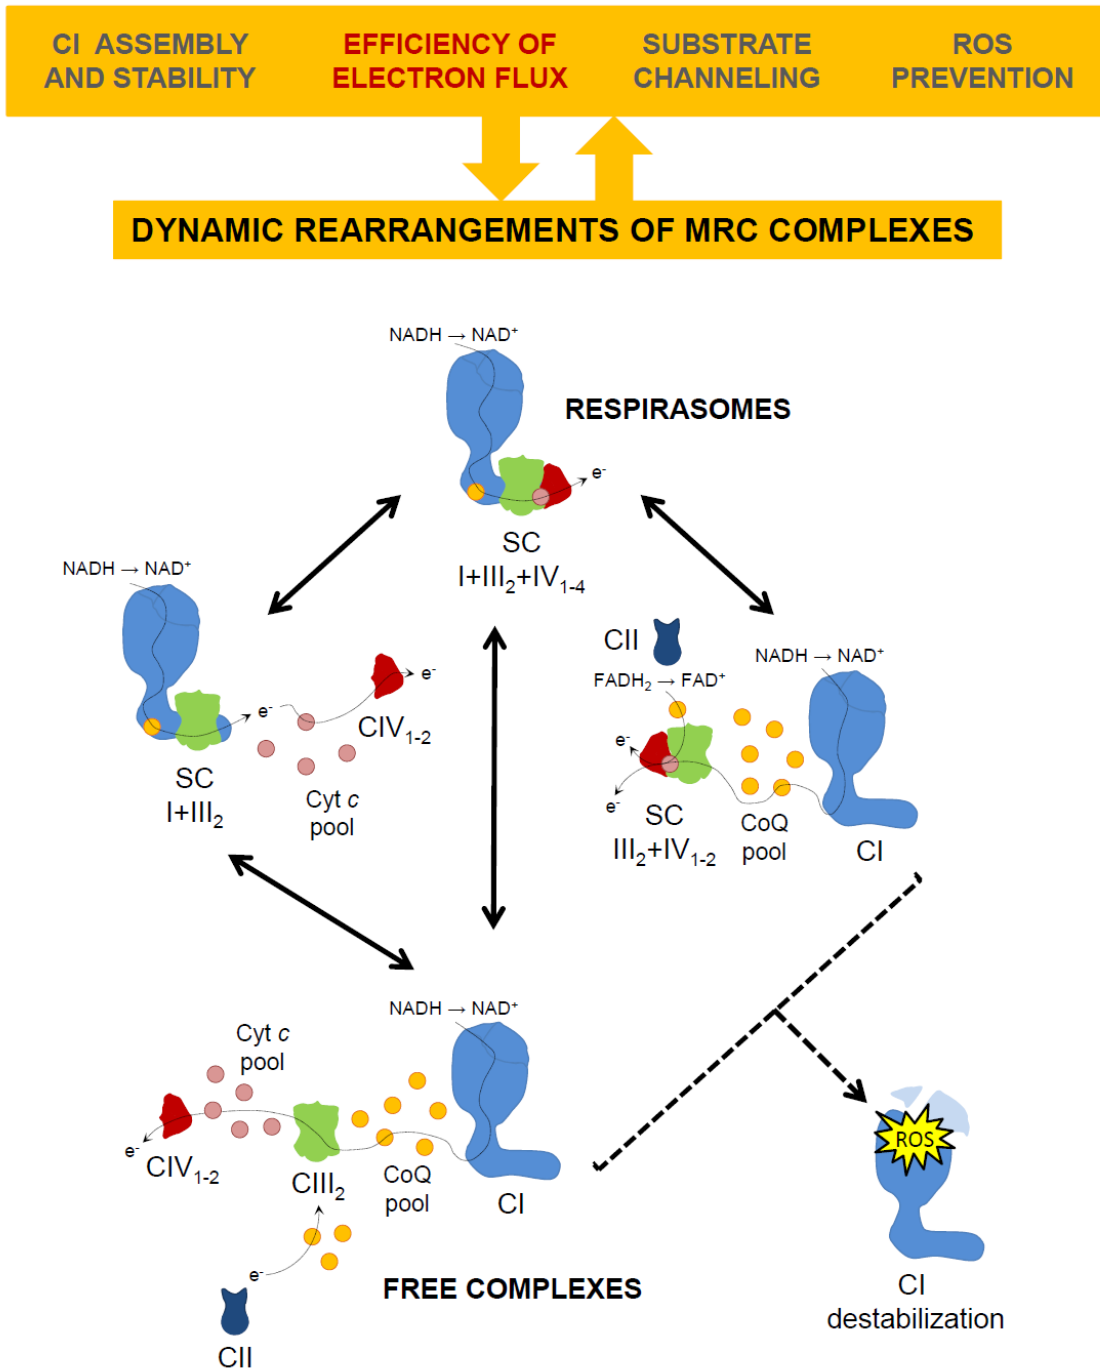 CI ASSEMBLY
AND STABILITY
EFFICIENCY OF
ELECTRON FLUX
SUBSTRATE
CHANNELING
ROS
PREVENTION
DYNAMIC REARRANGEMENTS OF MRC COMPLEXES
NADH → NAD⁺
RESPIRASOMES
e⁻
SC
I+III₂+IV₁₋₄
NADH → NAD⁺
e⁻
e⁻
CIV₁₋₂
SC
I+III₂
Cyt c
pool
CII
FADH₂ → FAD⁺
NADH → NAD⁺
e⁻
e⁻
SC
III₂+IV₁₋₂
CoQ
pool
CI
NADH → NAD⁺
Cyt c
pool
e⁻
CIV₁₋₂
CIII₂
CoQ
pool
CI
e⁻
CII
FREE COMPLEXES
ROS
CI
destabilization